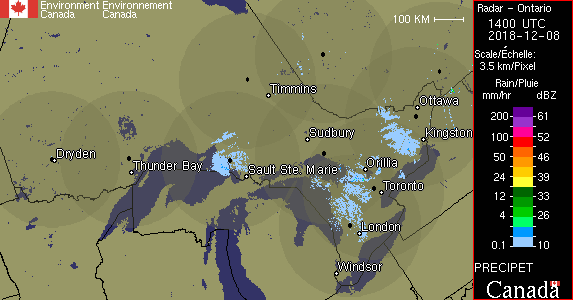 Environment Environnement
Canada Canada
100 KM
Timmins
Ottawa
Sudbury
Kingston
Dryden
Thunder Bay
Sault Ste. Marie
Orillia
Toronto
London
Windsor
Radar - Ontario
1400 UTC
2018-12-08
Scale/Échelle:
3.5 km/Pixel
Rain/Pluie
mm/hr dBZ
200 61
100 52
50 46
24 39
12 33
4 26
0.1 10
PRECIPET
Canada